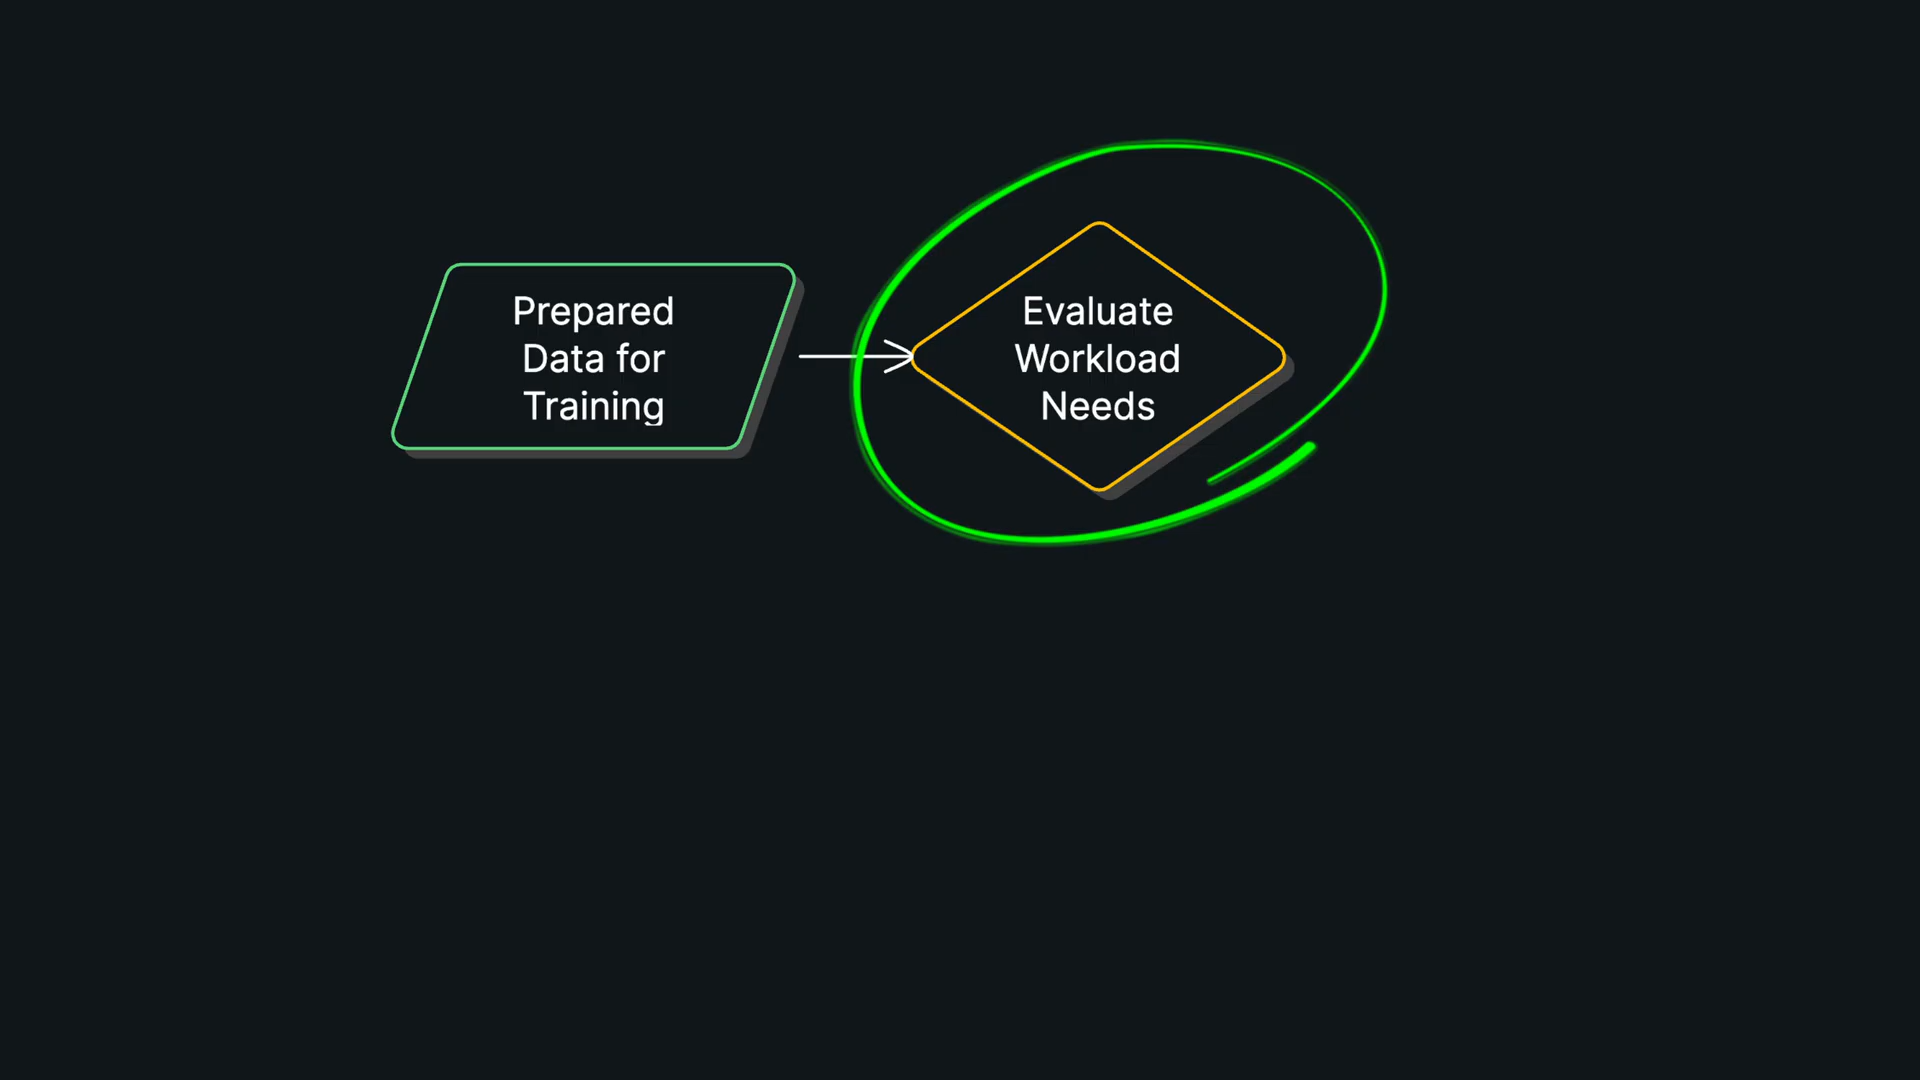 Prepared
Data for
Training
Evaluate
Workload
Needs